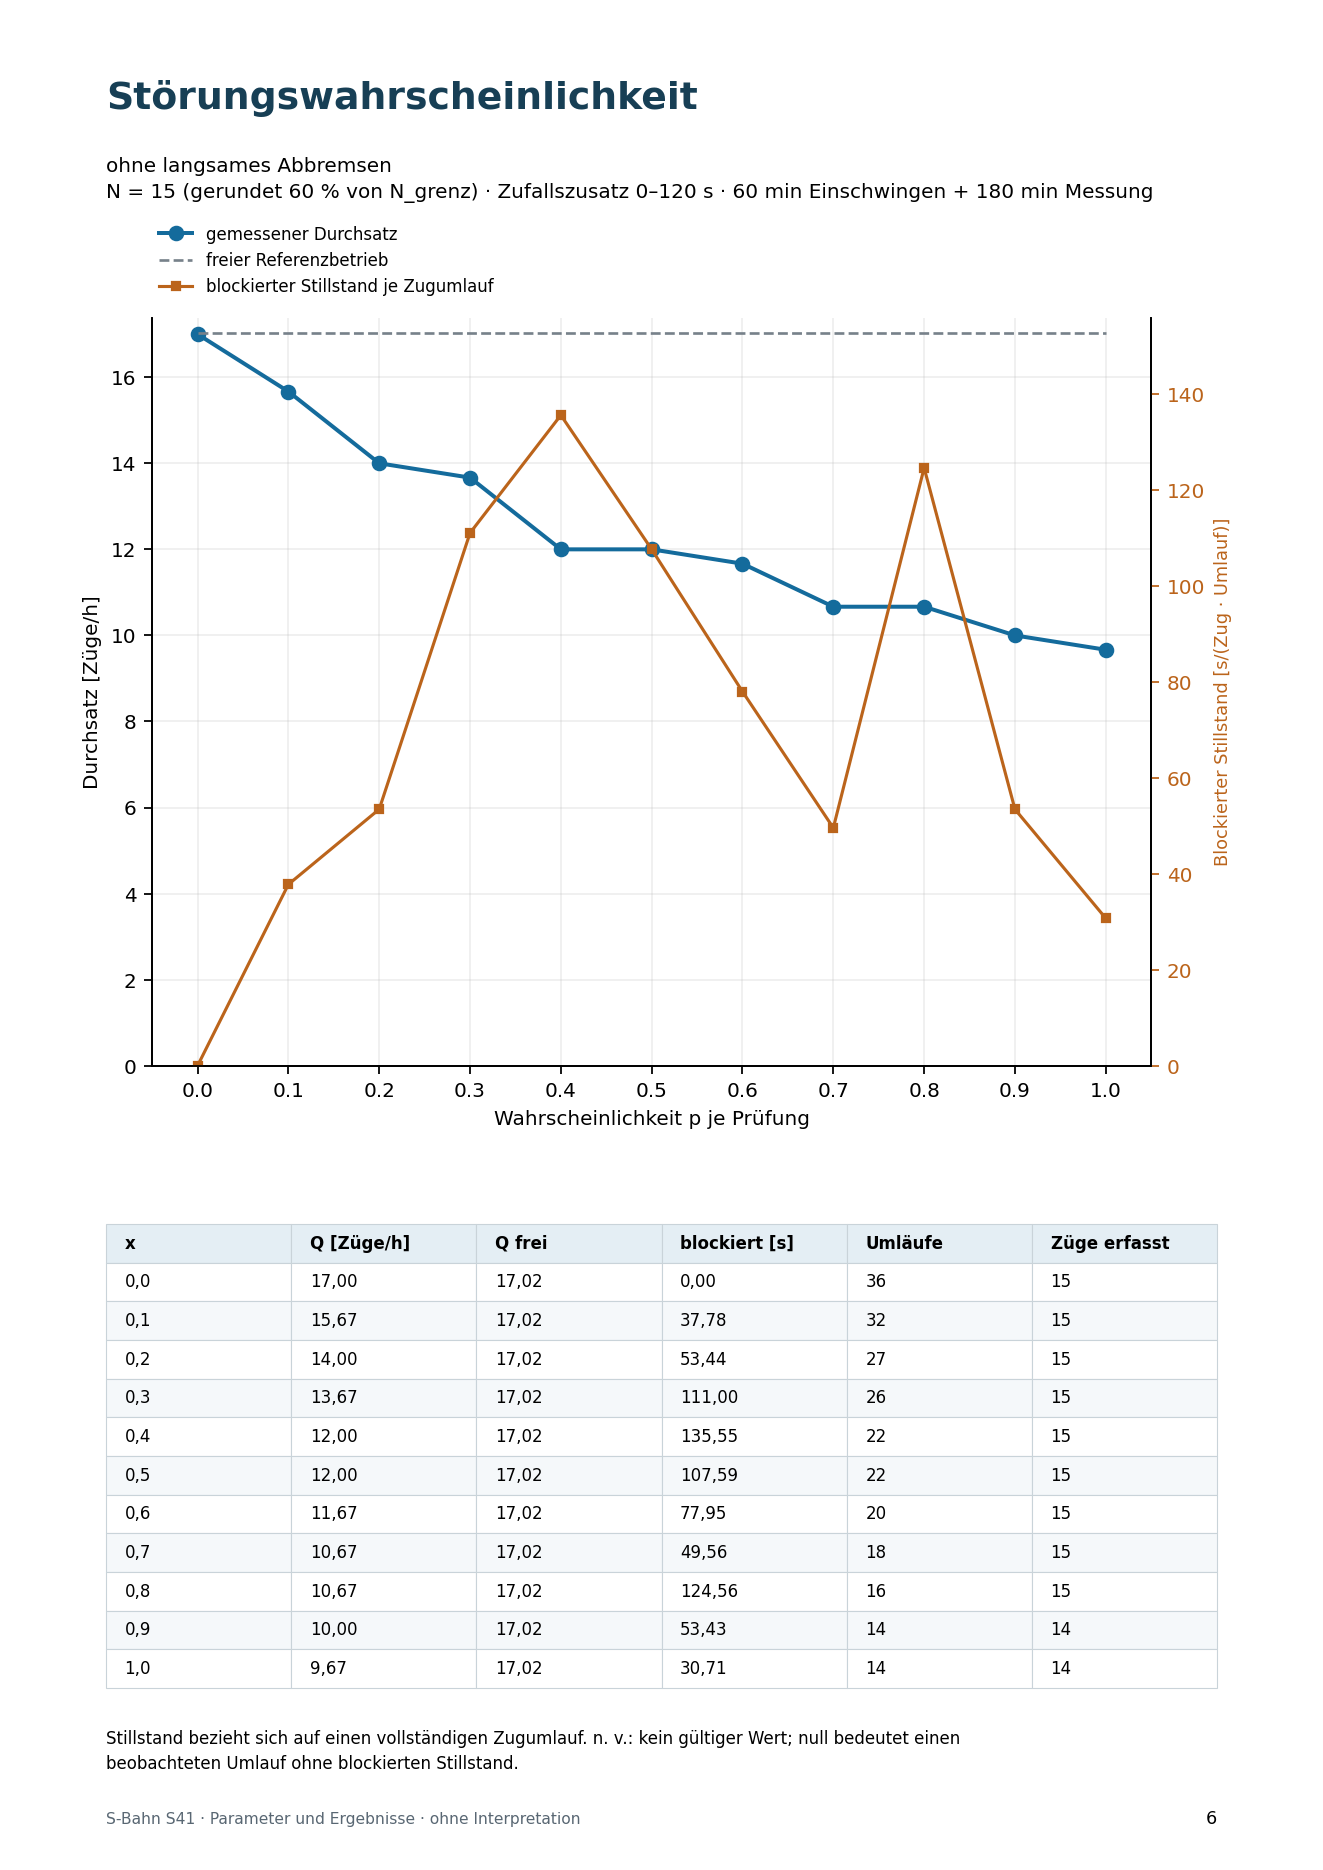 Störungswahrscheinlichkeit
ohne langsames Abbremsen
N = 15 (gerundet 60 % von N_grenz) · Zufallszusatz 0–120 s · 60 min Einschwingen + 180 min Messung
gemessener Durchsatz
freier Referenzbetrieb
blockierter Stillstand je Zugumlauf
Durchsatz [Züge/h]
16
14
12
10
8
6
4
2
0
140
120
100
80
60
40
20
0
Blockierter Stillstand [s/(Zug · Umlauf)]
0.0 0.1 0.2 0.3 0.4 0.5 0.6 0.7 0.8 0.9 1.0
Wahrscheinlichkeit p je Prüfung
x Q [Züge/h] Q frei blockiert [s] Umläufe Züge erfasst
0,0 17,00 17,02 0,00 36 15
0,1 15,67 17,02 37,78 32 15
0,2 14,00 17,02 53,44 27 15
0,3 13,67 17,02 111,00 26 15
0,4 12,00 17,02 135,55 22 15
0,5 12,00 17,02 107,59 22 15
0,6 11,67 17,02 77,95 20 15
0,7 10,67 17,02 49,56 18 15
0,8 10,67 17,02 124,56 16 15
0,9 10,00 17,02 53,43 14 14
1,0 9,67 17,02 30,71 14 14
Stillstand bezieht sich auf einen vollständigen Zugumlauf. n. v.: kein gültiger Wert; null bedeutet einen
beobachteten Umlauf ohne blockierten Stillstand.
S-Bahn S41 · Parameter und Ergebnisse · ohne Interpretation 6